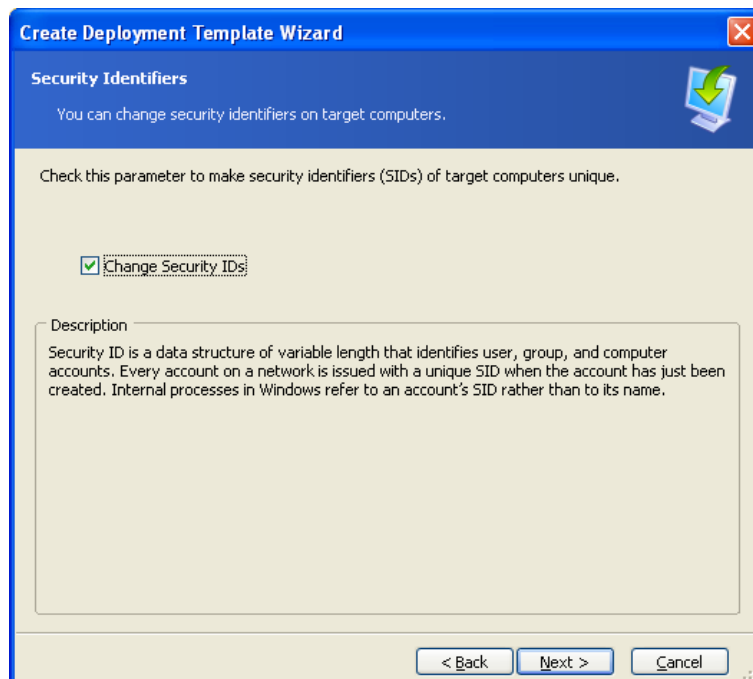 Create Deployment Template Wizard
Security Identifiers
You can change security identifiers on target computers.
Check this parameter to make security identifiers (SIDs) of target computers unique.
Change Security IDs
Description
Security ID is a data structure of variable length that identifies user, group, and computer
accounts. Every account on a network is issued with a unique SID when the account has just been
created. Internal processes in Windows refer to an account's SID rather than to its name.
< Back Next > Cancel